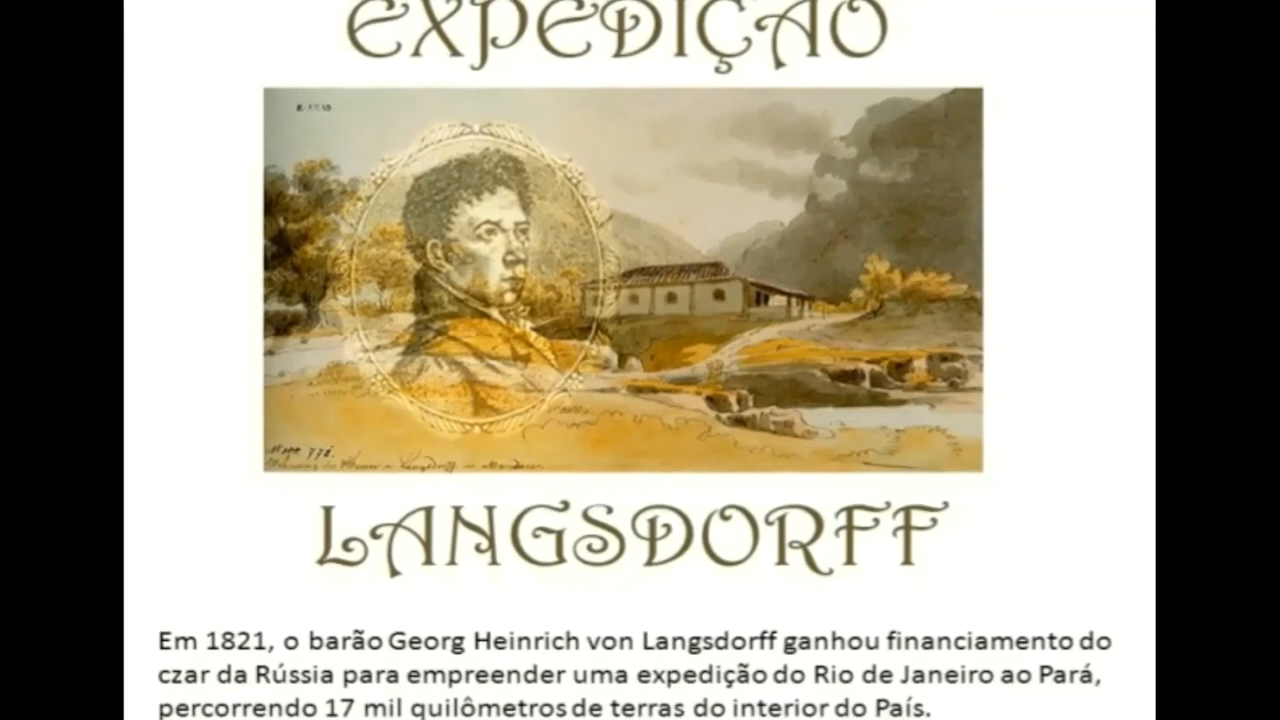 EXPEDIÇÃO
LANGSDORFF
Em 1821, o barão Georg Heinrich von Langsdorff ganhou financiamento do
czar da Rússia para empreender uma expedição do Rio de Janeiro ao Pará,
percorrendo 17 mil quilômetros de terras do interior do País.